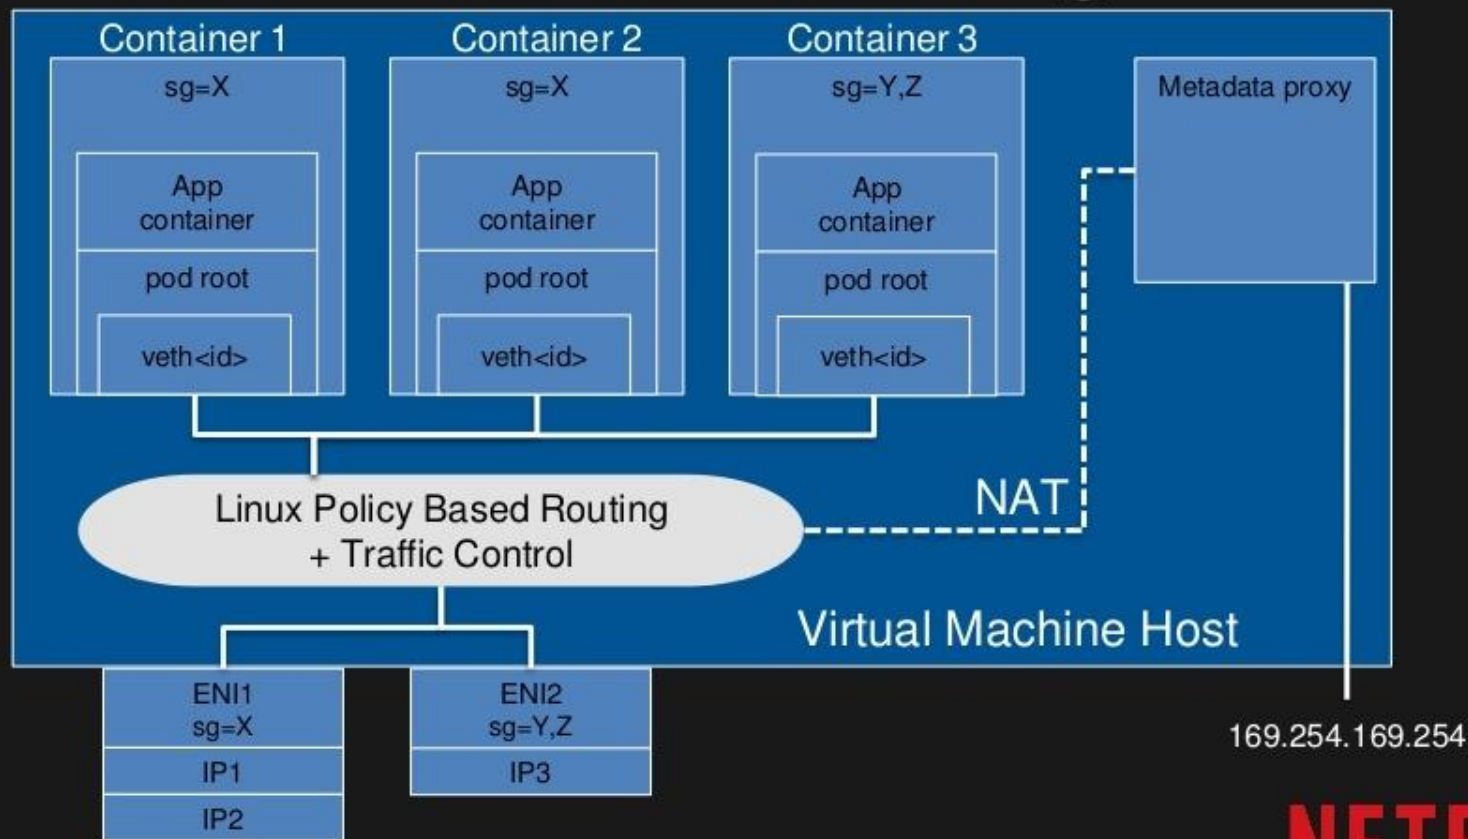 Container 1
sg=X
App
container
pod root
veth<id>
Container 2
sg=X
App
container
pod root
veth<id>
Container 3
sg=Y,Z
App
container
pod root
veth<id>
Metadata proxy
Linux Policy Based Routing
+ Traffic Control
NAT
Virtual Machine Host
ENI1
sg=X
IP1
IP2
ENI2
sg=Y,Z
IP3
169.254.169.254